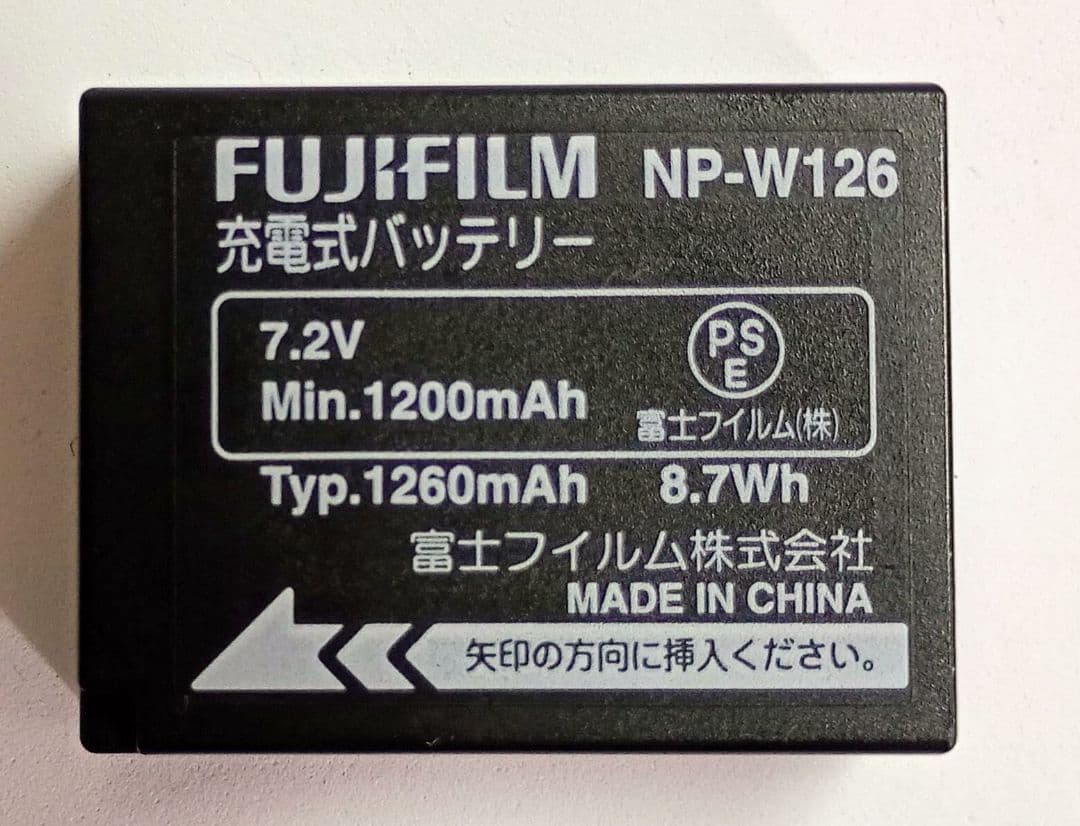 FUJIFILM NP-W126
充電式バッテリー
7.2V
Min.1200mAh
PS
E
富士フイルム(株)
Typ.1260mAh 8.7Wh
富士フイルム株式会社
MADE IN CHINA
矢印の方向に挿入ください。